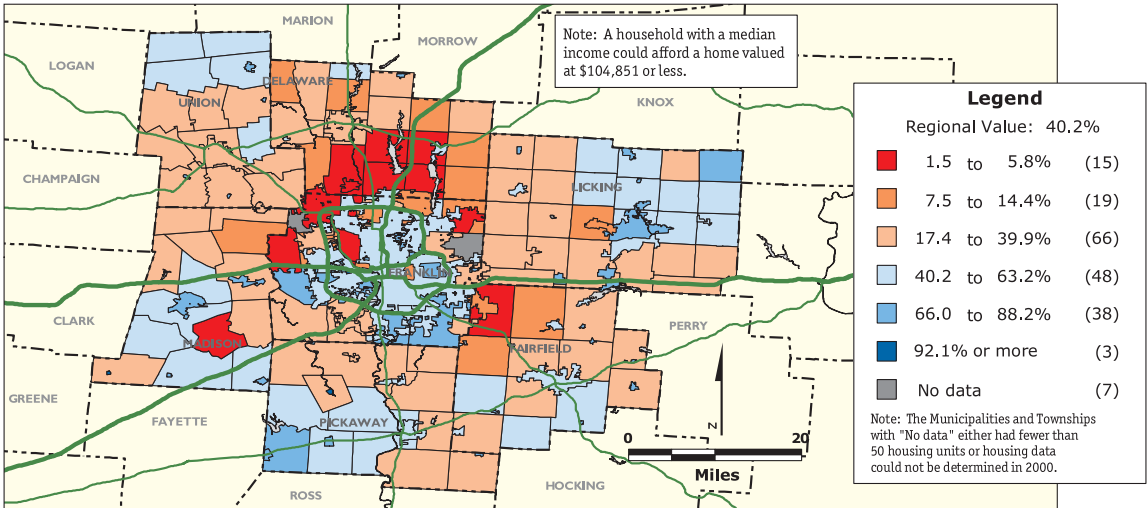 MARION
MORROW
LOGAN
DELAWARE
UNION
KNOX
CHAMPAIGN
LICKING
FRANKLIN
CLARK
MADISON
PERRY
FAIRFIELD
GREENE
FAYETTE
PICKAWAY
ROSS
HOCKING
Note: A household with a median
income could afford a home valued
at $104,851 or less.
Legend
Regional Value: 40.2%
1.5 to 5.8% (15)
7.5 to 14.4% (19)
17.4 to 39.9% (66)
40.2 to 63.2% (48)
66.0 to 88.2% (38)
92.1% or more (3)
No data (7)
Note: The Municipalities and Townships
with "No data" either had fewer than
50 housing units or housing data
could not be determined in 2000.
N
0 20
Miles